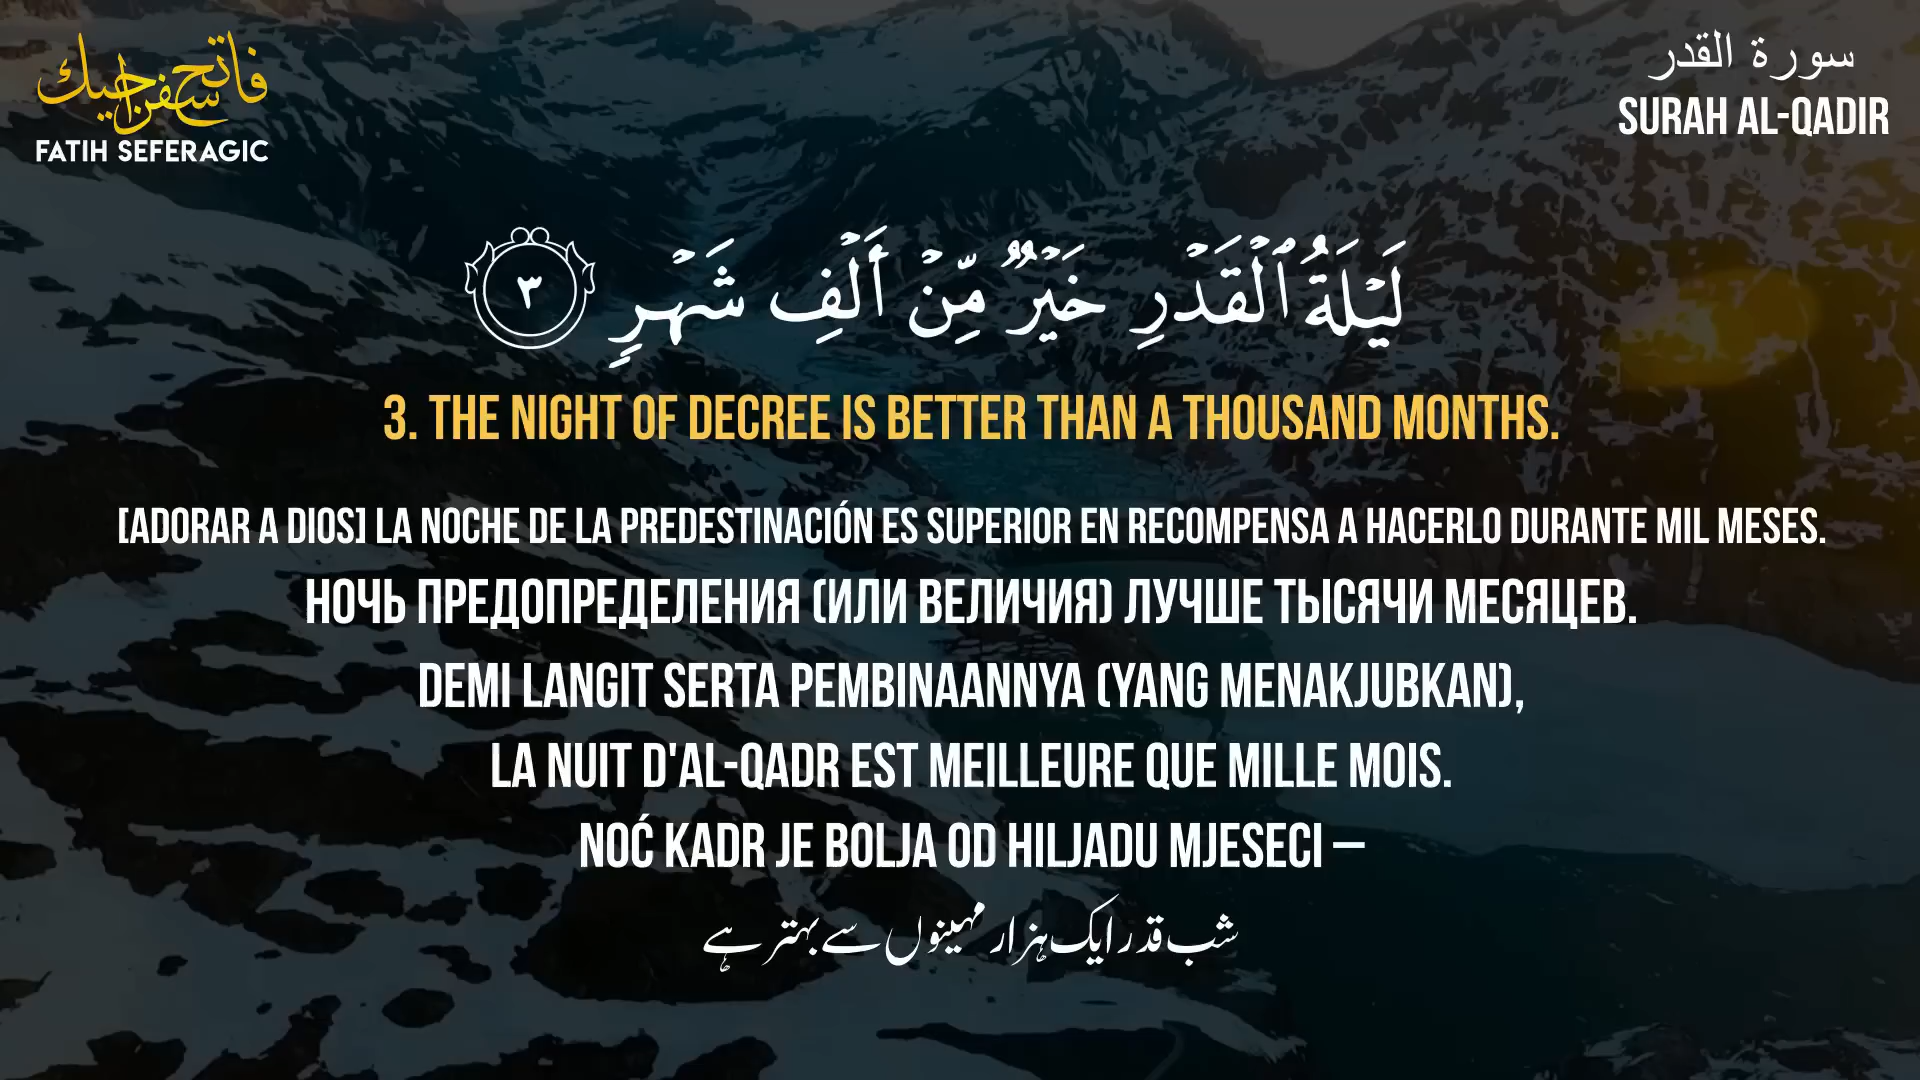 فاتح سفراجيك
FATIH SEFERAGIC
سورة القدر
SURAH AL-QADIR
لَيْلَةُ ٱلْقَدْرِ خَيْرٌ مِّنْ أَلْفِ شَهْرٍ ٣
3. THE NIGHT OF DECREE IS BETTER THAN A THOUSAND MONTHS.
[ADORAR A DIOS] LA NOCHE DE LA PREDESTINACIÓN ES SUPERIOR EN RECOMPENSA A HACERLO DURANTE MIL MESES.
НОЧЬ ПРЕДОПРЕДЕЛЕНИЯ (ИЛИ ВЕЛИЧИЯ) ЛУЧШЕ ТЫСЯЧИ МЕСЯЦЕВ.
DEMI LANGIT SERTA PEMBINAANNYA (YANG MENAKJUBKAN),
LA NUIT D'AL-QADR EST MEILLEURE QUE MILLE MOIS.
NOĆ KADR JE BOLJA OD HILJADU MJESECI –
شب قدر ایک ہزار مہینوں سے بہتر ہے